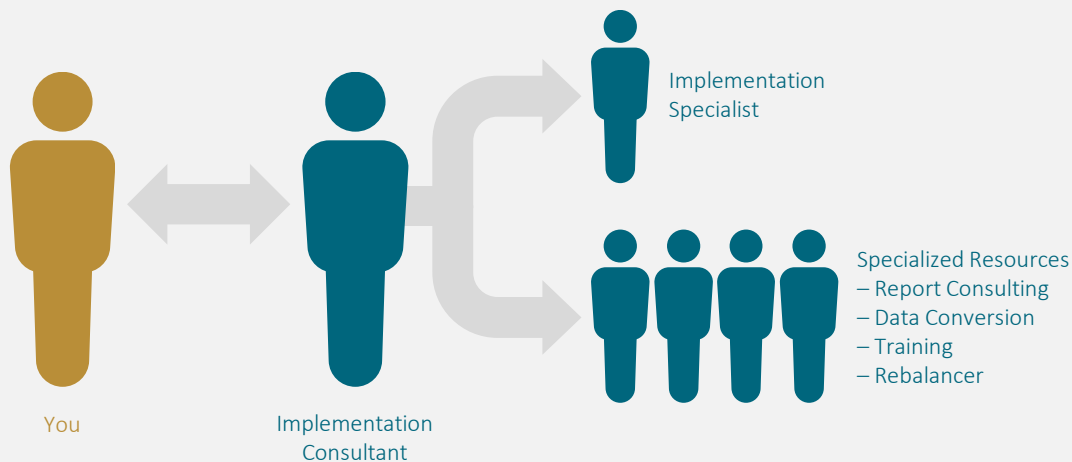 Implementation
Specialist
Specialized Resources
– Report Consulting
– Data Conversion
– Training
– Rebalancer
You
Implementation
Consultant